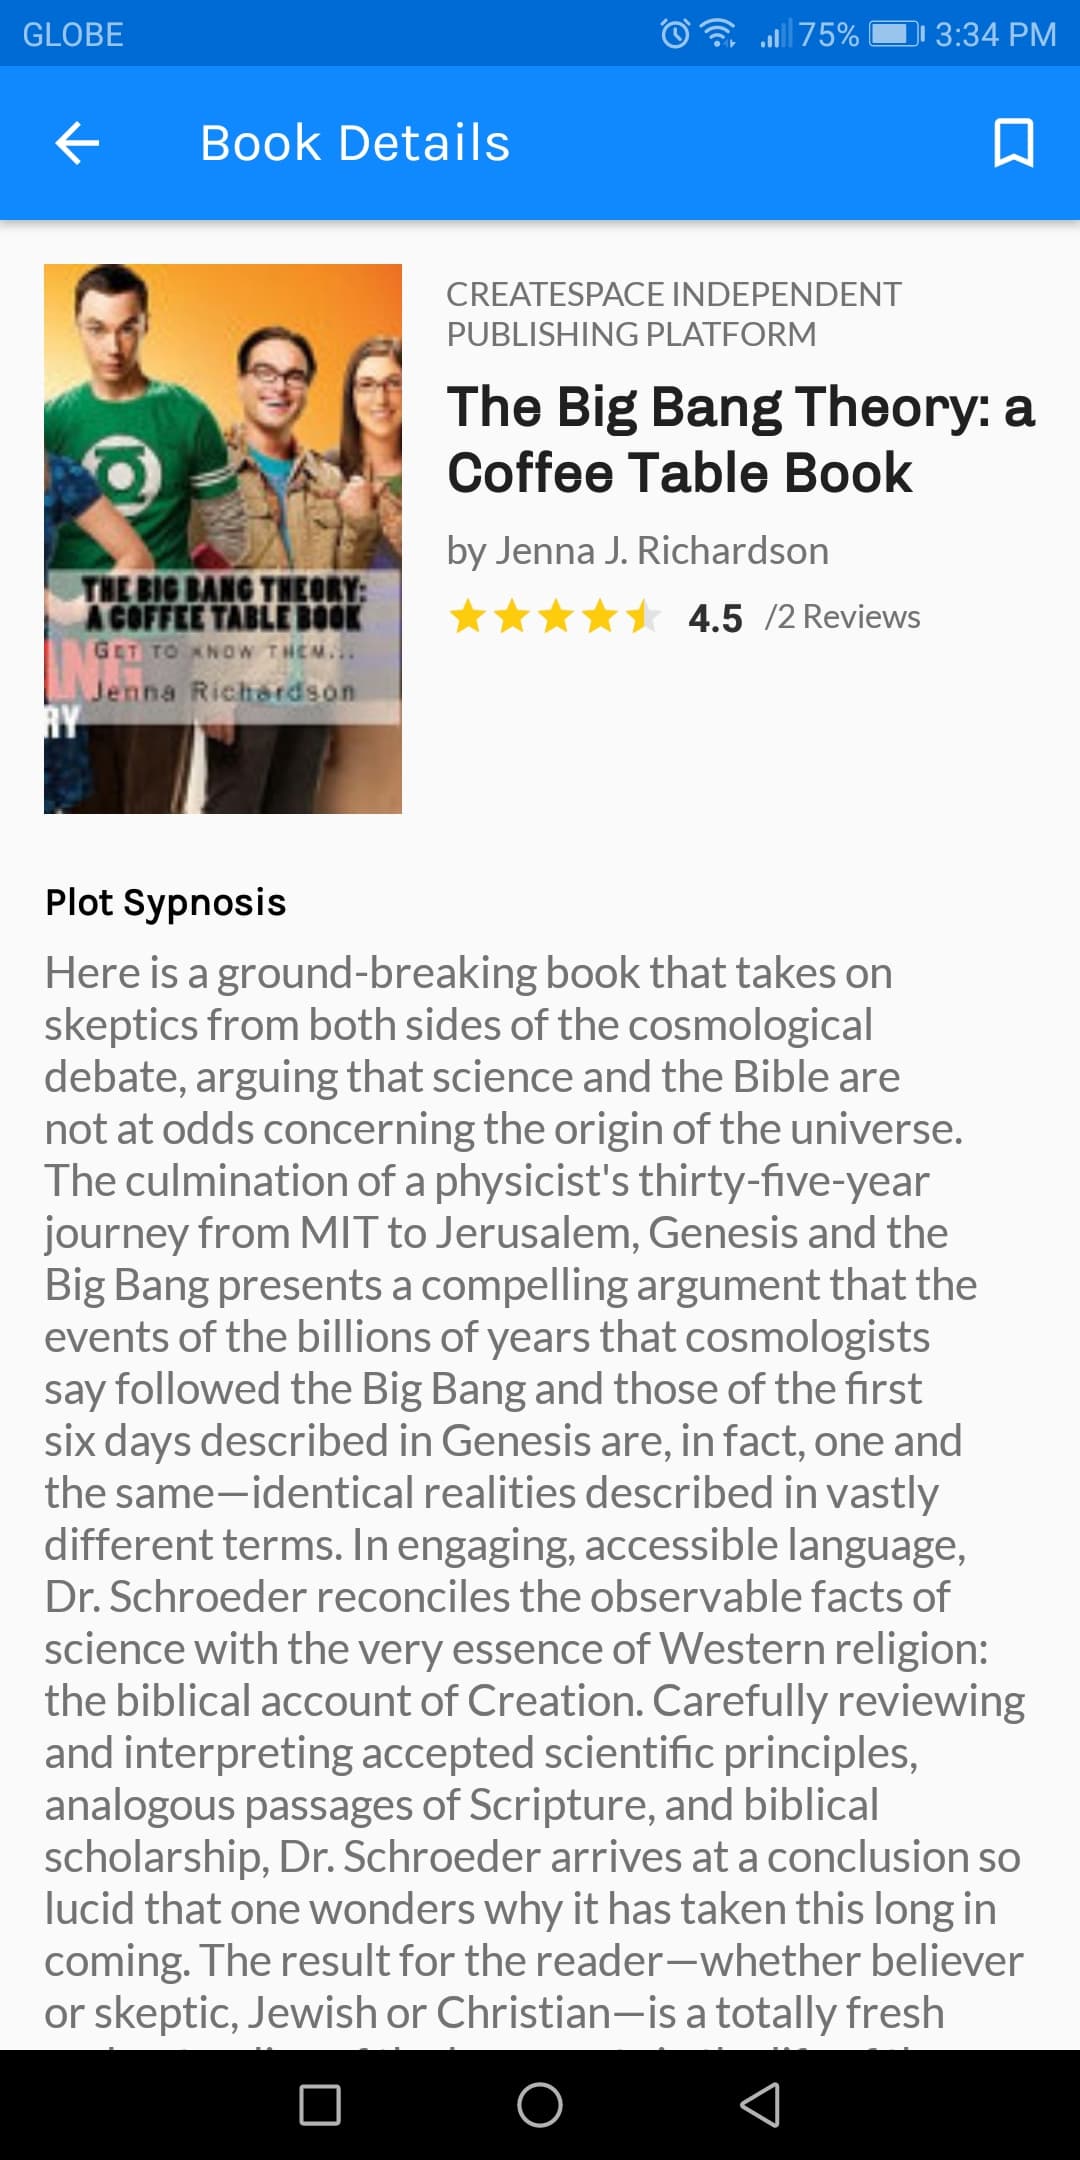 GLOBE
75%
3:34 PM
Book Details
THE BIG BANG THEORY:
A COFFEE TABLE BOOK
GET TO KNOW THEM...
ANG
Jenna Richardson
RY
CREATESPACE INDEPENDENT
PUBLISHING PLATFORM
The Big Bang Theory: a
Coffee Table Book
by Jenna J. Richardson
4.5 /2 Reviews
Plot Sypnosis
Here is a ground-breaking book that takes on
skeptics from both sides of the cosmological
debate, arguing that science and the Bible are
not at odds concerning the origin of the universe.
The culmination of a physicist's thirty-five-year
journey from MIT to Jerusalem, Genesis and the
Big Bang presents a compelling argument that the
events of the billions of years that cosmologists
say followed the Big Bang and those of the first
six days described in Genesis are, in fact, one and
the same—identical realities described in vastly
different terms. In engaging, accessible language,
Dr. Schroeder reconciles the observable facts of
science with the very essence of Western religion:
the biblical account of Creation. Carefully reviewing
and interpreting accepted scientific principles,
analogous passages of Scripture, and biblical
scholarship, Dr. Schroeder arrives at a conclusion so
lucid that one wonders why it has taken this long in
coming. The result for the reader—whether believer
or skeptic, Jewish or Christian—is a totally fresh